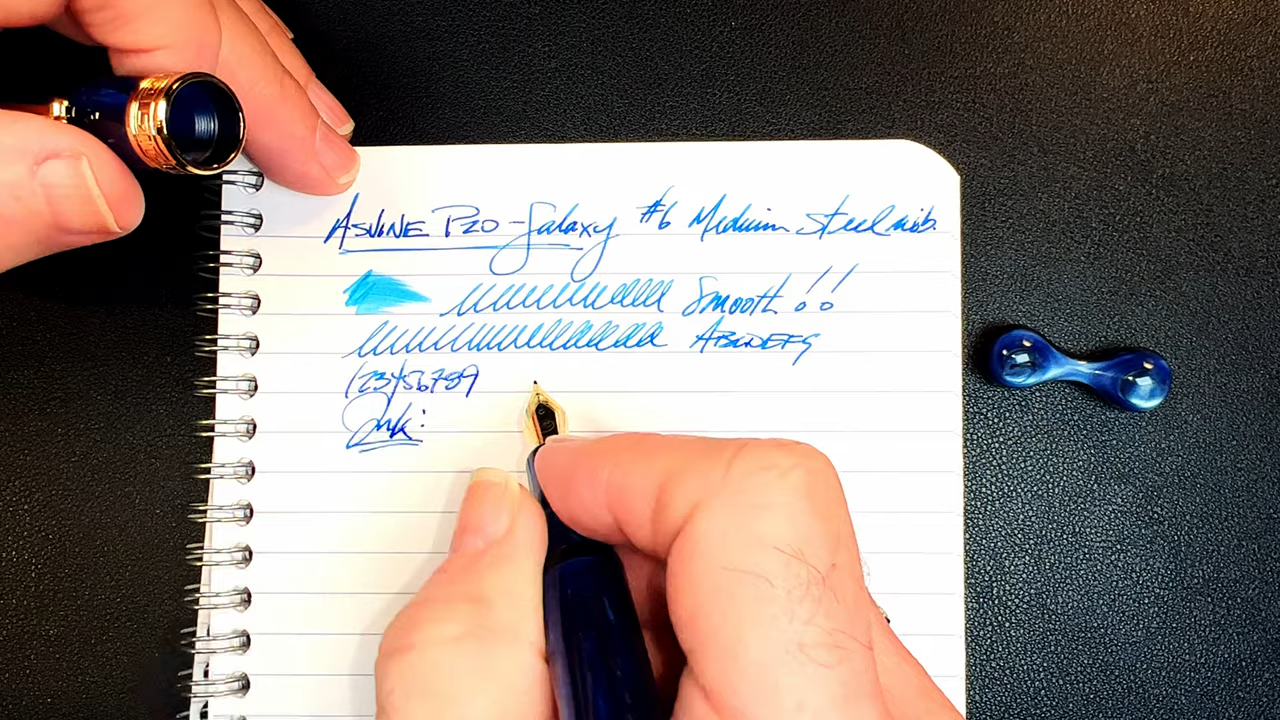 ASVINE P20 - Galaxy #6 Medium steel nib.
Smooth!!
ABCDEFG
123456789
Ink: